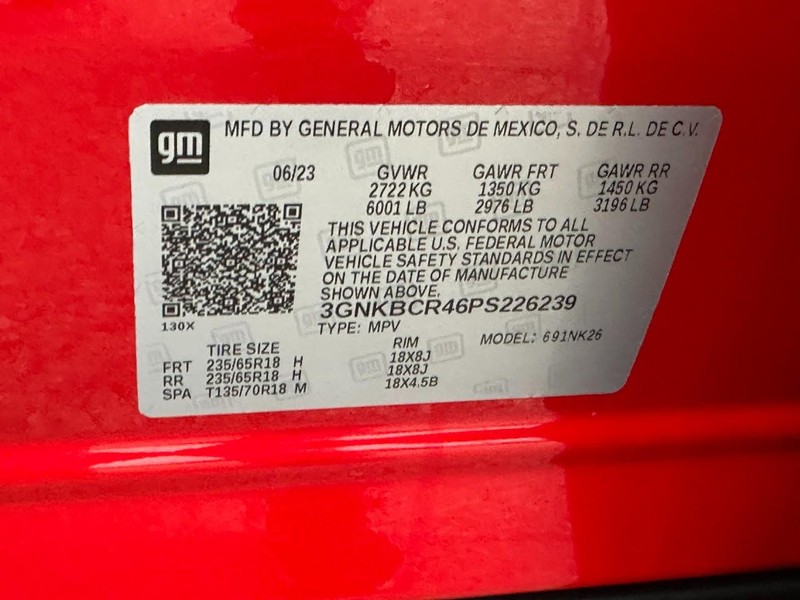 gm
MFD BY GENERAL MOTORS DE MEXICO, S. DE R.L. DE C.V.
06/23 GVWR GAWR FRT GAWR RR
2722 KG 1350 KG 1450 KG
6001 LB 2976 LB 3196 LB
THIS VEHICLE CONFORMS TO ALL
APPLICABLE U.S. FEDERAL MOTOR
VEHICLE SAFETY STANDARDS IN EFFECT
ON THE DATE OF MANUFACTURE
SHOWN ABOVE.
3GNKBCR46PS226239
130X
TYPE: MPV MODEL: 691NK26
TIRE SIZE RIM
FRT 235/65R18 H 18X8J
RR 235/65R18 H 18X8J
SPA T135/70R18 M 18X4.5B